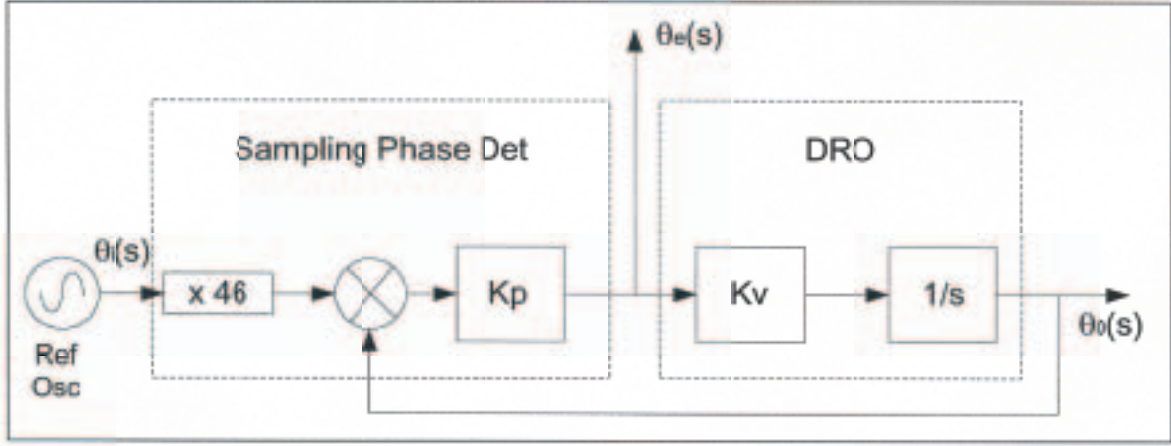 θe(s)
Sampling Phase Det
DRO
θi(s)
x 46
Kp
Kv
1/s
θ0(s)
Ref
Osc